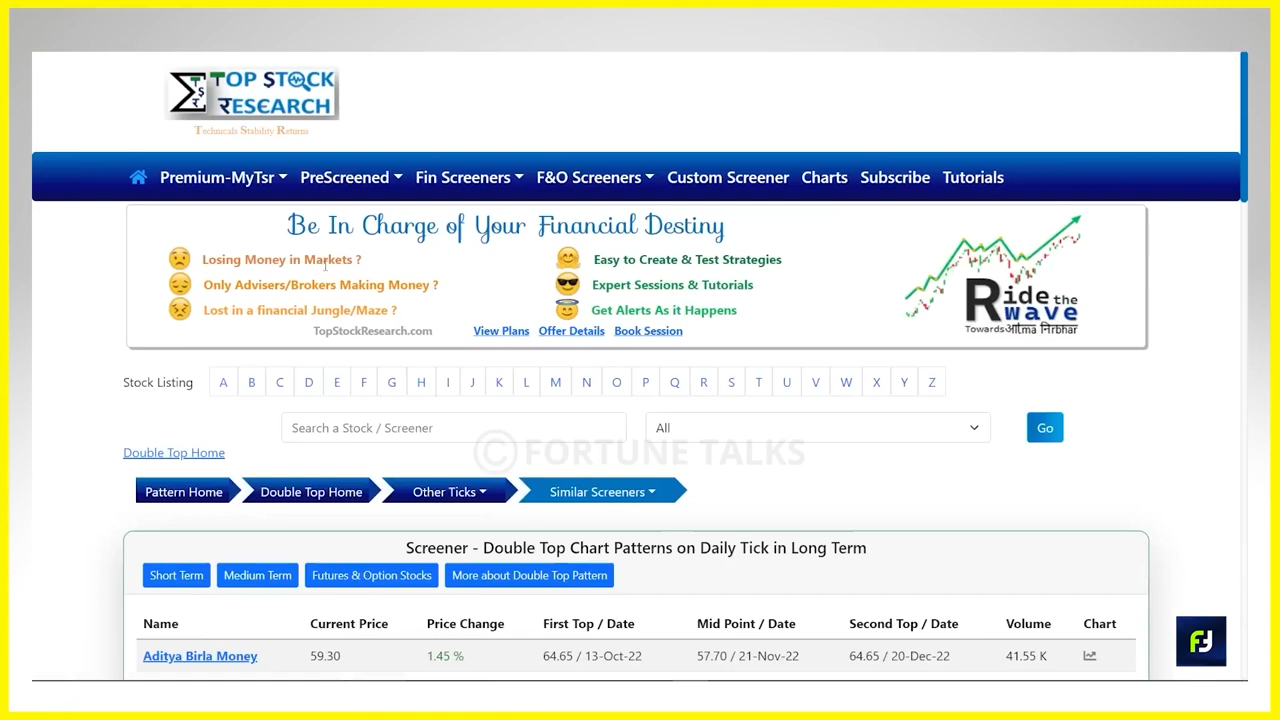 TOP STOCK
RESEARCH
Technicals Stability Returns
Premium-MyTsr PreScreened Fin Screeners F&O Screeners Custom Screener Charts Subscribe Tutorials
Be In Charge of Your Financial Destiny
Losing Money in Markets ? Easy to Create & Test Strategies
Only Advisers/Brokers Making Money ? Expert Sessions & Tutorials
Lost in a financial Jungle/Maze ? Get Alerts As it Happens
TopStockResearch.com View Plans Offer Details Book Session
Ride the
wave
Towards आत्म निर्भर
Stock Listing A B C D E F G H I J K L M N O P Q R S T U V W X Y Z
Search a Stock / Screener All Go
© FORTUNE TALKS
Double Top Home
Pattern Home Double Top Home Other Ticks Similar Screeners
Screener - Double Top Chart Patterns on Daily Tick in Long Term
Short Term Medium Term Futures & Option Stocks More about Double Top Pattern
Name Current Price Price Change First Top / Date Mid Point / Date Second Top / Date Volume Chart
Aditya Birla Money 59.30 1.45 % 64.65 / 13-Oct-22 57.70 / 21-Nov-22 64.65 / 20-Dec-22 41.55 K